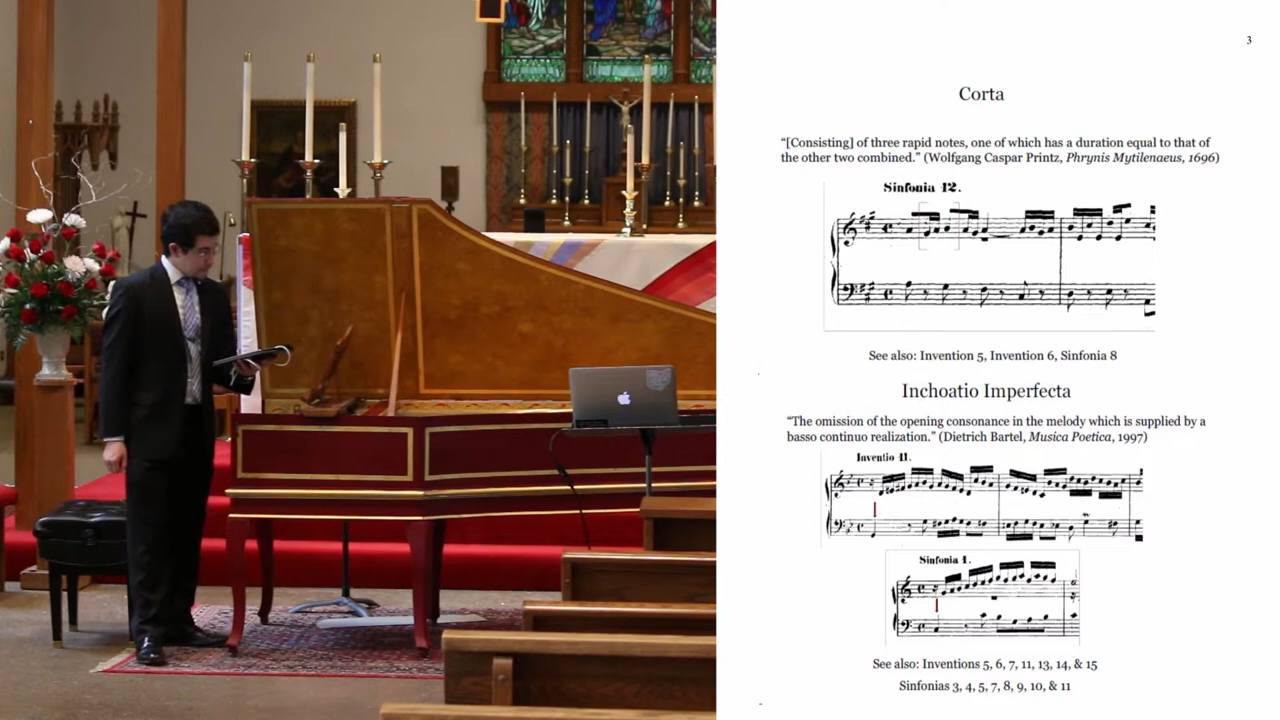 3
Corta
“[Consisting] of three rapid notes, one of which has a duration equal to that of
the other two combined.” (Wolfgang Caspar Printz, Phrynis Mytilenaeus, 1696)
Sinfonia 12.
See also: Invention 5, Invention 6, Sinfonia 8
Inchoatio Imperfecta
“The omission of the opening consonance in the melody which is supplied by a
basso continuo realization.” (Dietrich Bartel, Musica Poetica, 1997)
Inventio 11.
Sinfonia 1.
See also: Inventions 5, 6, 7, 11, 13, 14, & 15
Sinfonias 3, 4, 5, 7, 8, 9, 10, & 11